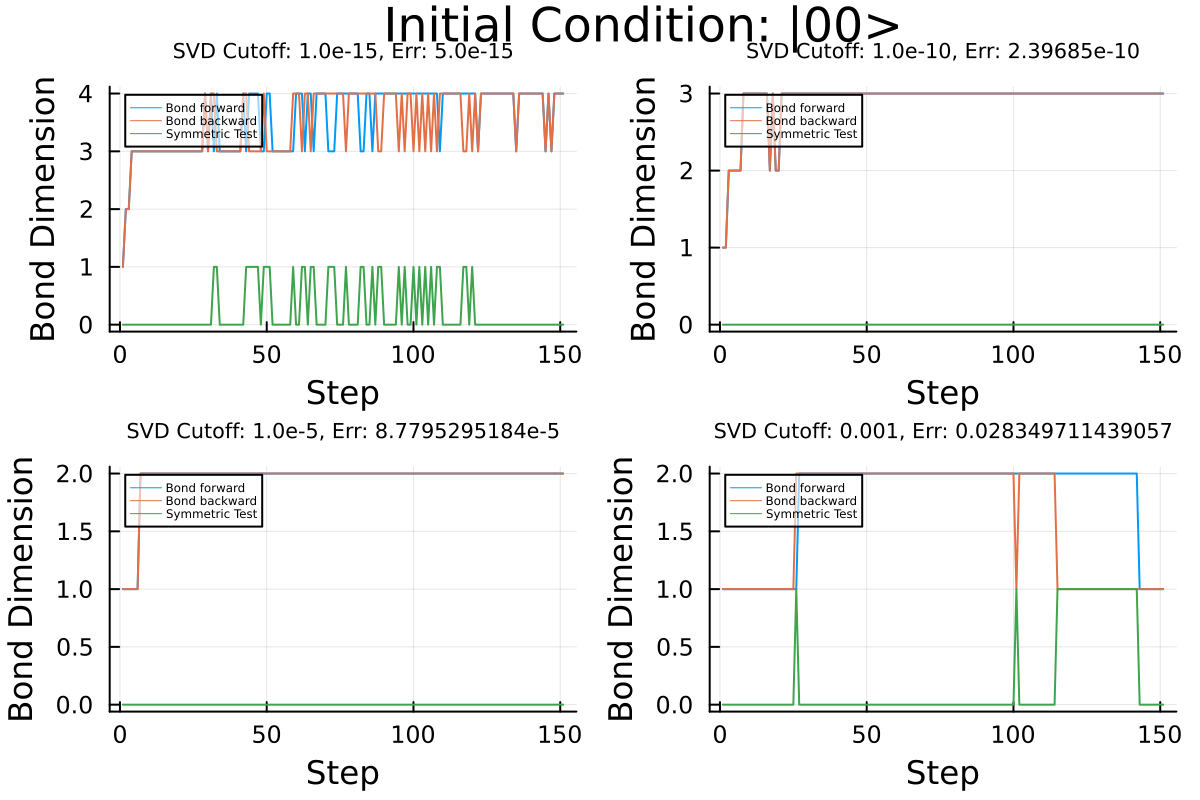 Initial Condition: |00>
SVD Cutoff: 1.0e-15, Err: 5.0e-15
Bond Dimension
4
3
2
1
0
Bond forward
Bond backward
Symmetric Test
0 50 100 150
Step
SVD Cutoff: 1.0e-10, Err: 2.39685e-10
Bond Dimension
3
2
1
0
Bond forward
Bond backward
Symmetric Test
0 50 100 150
Step
SVD Cutoff: 1.0e-5, Err: 8.7795295184e-5
Bond Dimension
2.0
1.5
1.0
0.5
0.0
Bond forward
Bond backward
Symmetric Test
0 50 100 150
Step
SVD Cutoff: 0.001, Err: 0.028349711439057
Bond Dimension
2.0
1.5
1.0
0.5
0.0
Bond forward
Bond backward
Symmetric Test
0 50 100 150
Step